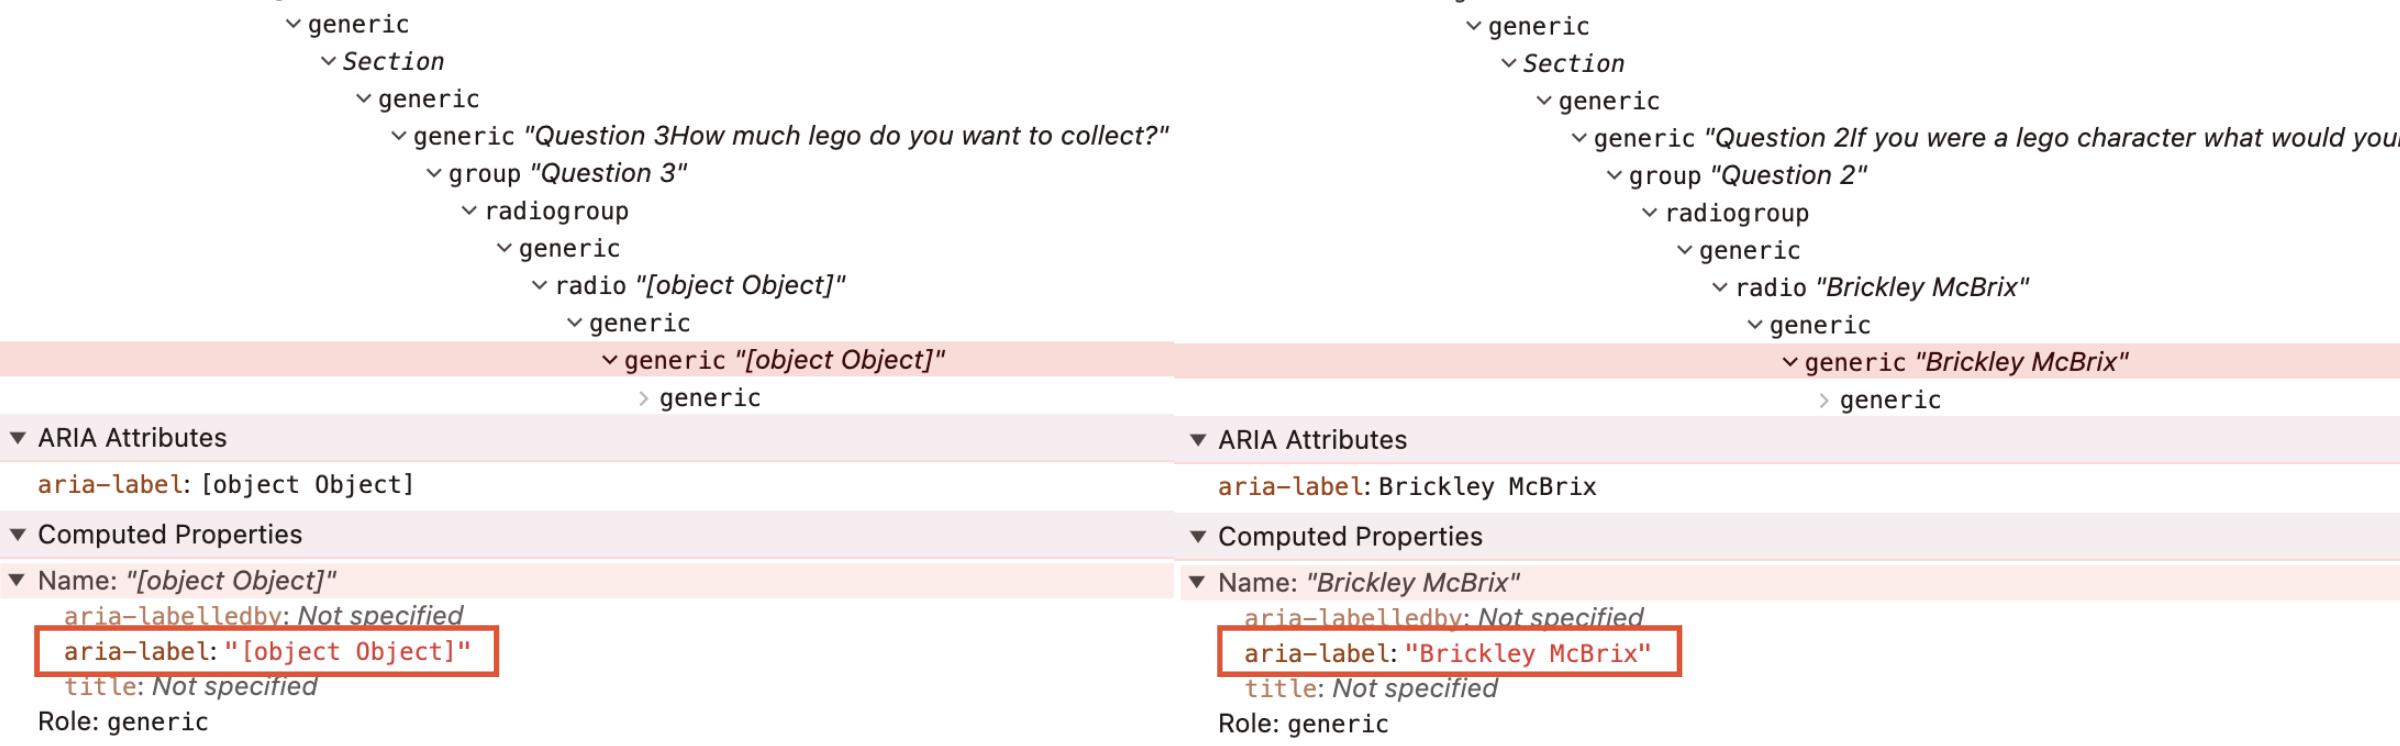 generic
Section
generic
generic "Question 3How much lego do you want to collect?"
group "Question 3"
radiogroup
generic
radio "[object Object]"
generic
generic "[object Object]"
generic
ARIA Attributes
aria-label: [object Object]
Computed Properties
Name: "[object Object]"
aria-labelledby: Not specified
aria-label: "[object Object]"
title: Not specified
Role: generic
generic
Section
generic
generic "Question 2If you were a lego character what would your
group "Question 2"
radiogroup
generic
radio "Brickley McBrix"
generic
generic "Brickley McBrix"
generic
ARIA Attributes
aria-label: Brickley McBrix
Computed Properties
Name: "Brickley McBrix"
aria-labelledby: Not specified
aria-label: "Brickley McBrix"
title: Not specified
Role: generic